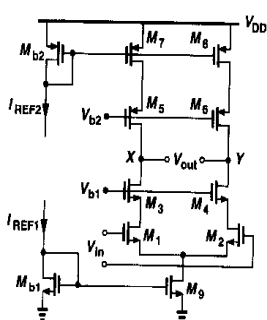 V_DD
M_7
M_8
M_b2
I_REF2
V_b2
M_5
M_6
X
V_out
Y
V_b1
M_3
M_4
I_REF1
V_in
M_1
M_2
M_b1
M_9